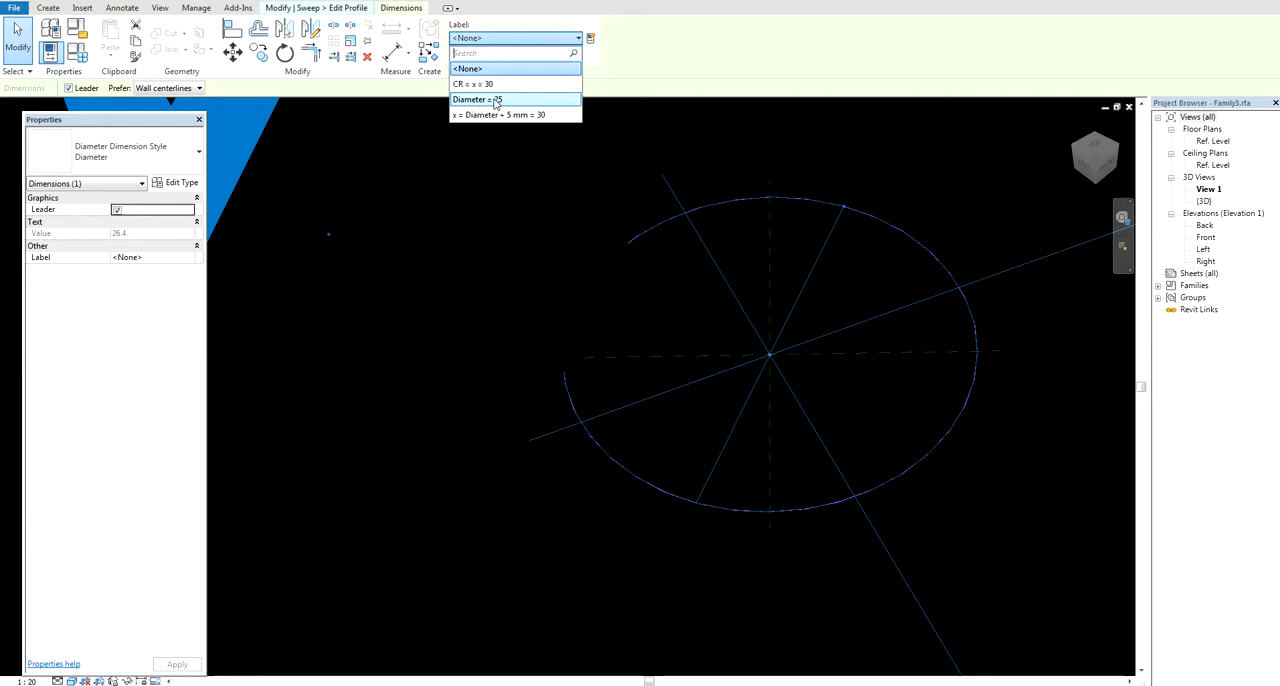 File Create Insert Annotate View Manage Add-Ins Modify | Sweep > Edit Profile Dimensions
Label:
<None>
Search
<None>
CR = x = 30
Diameter = 25
x = Diameter + 5 mm = 30
Modify
Cut
Join
Paste
Select Properties Clipboard Geometry Modify Measure Create
Dimensions Leader Prefer: Wall centerlines
Properties
Diameter Dimension Style
Diameter
Dimensions (1) Edit Type
Graphics
Leader
Text
Value 26.4
Other
Label <None>
Properties help Apply
1 : 20
Project Browser - Family3.rfa
Views (all)
Floor Plans
Ref. Level
Ceiling Plans
Ref. Level
3D Views
View 1
{3D}
Elevations (Elevation 1)
Back
Front
Left
Right
Sheets (all)
Families
Groups
Revit Links